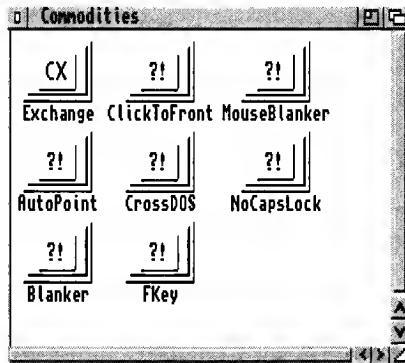 Commodities
CX ?! ?!
Exchange ClickToFront MouseBlanker
?! ?! ?!
AutoPoint CrossDOS NoCapsLock
?! ?!
Blanker FKey